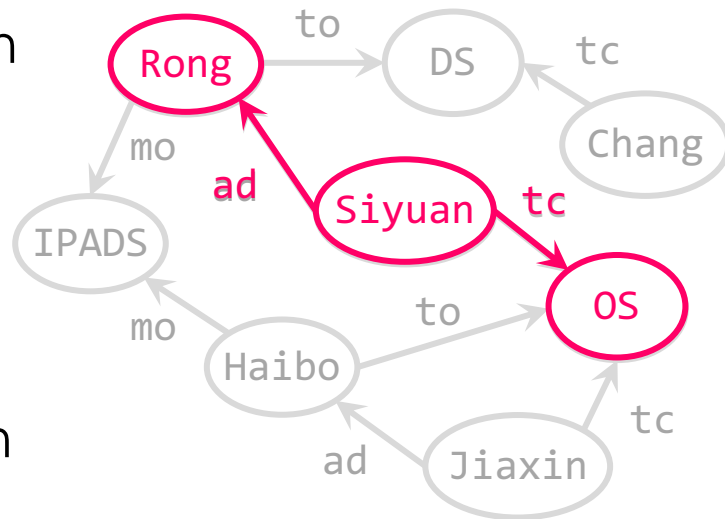 n
to
Rong
DS
tc
Chang
mo
ad
Siyuan
tc
IPADS
OS
mo
to
Haibo
tc
n
ad
Jiaxin